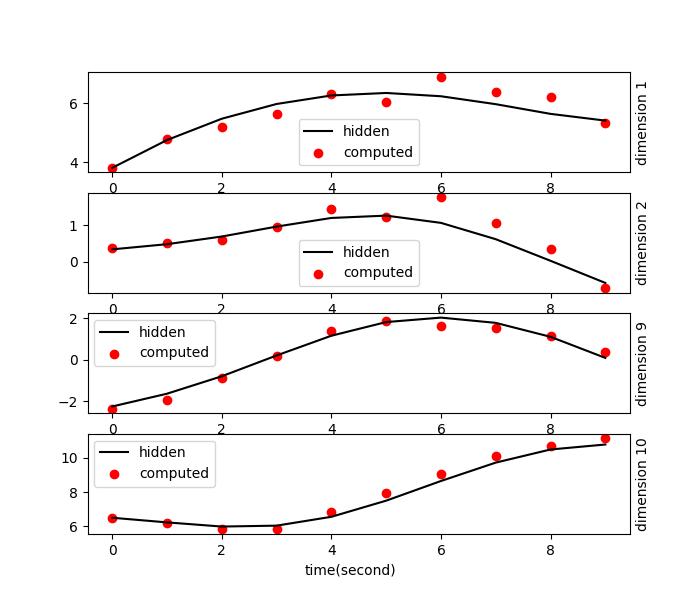 6
4
hidden
computed
0 2 4 6 8
dimension 1
1
0
hidden
computed
0 2 4 6 8
dimension 2
2
0
−2
hidden
computed
0 2 4 6 8
dimension 9
10
8
6
hidden
computed
0 2 4 6 8
dimension 10
time(second)